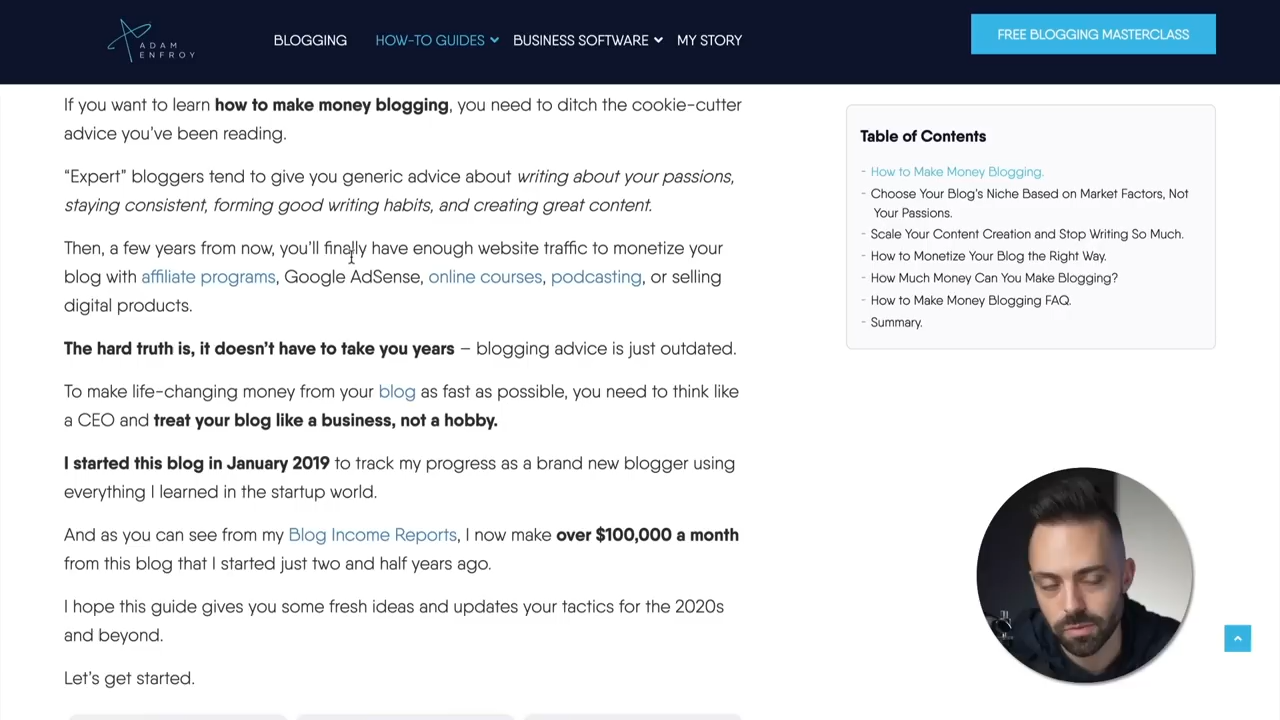 ADAM
ENFROY
BLOGGING
HOW-TO GUIDES
BUSINESS SOFTWARE
MY STORY
FREE BLOGGING MASTERCLASS
If you want to learn how to make money blogging, you need to ditch the cookie-cutter
advice you've been reading.
“Expert” bloggers tend to give you generic advice about writing about your passions,
staying consistent, forming good writing habits, and creating great content.
Then, a few years from now, you'll finally have enough website traffic to monetize your
blog with affiliate programs, Google AdSense, online courses, podcasting, or selling
digital products.
The hard truth is, it doesn't have to take you years – blogging advice is just outdated.
To make life-changing money from your blog as fast as possible, you need to think like
a CEO and treat your blog like a business, not a hobby.
I started this blog in January 2019 to track my progress as a brand new blogger using
everything I learned in the startup world.
And as you can see from my Blog Income Reports, I now make over $100,000 a month
from this blog that I started just two and half years ago.
I hope this guide gives you some fresh ideas and updates your tactics for the 2020s
and beyond.
Let's get started.
Table of Contents
- How to Make Money Blogging.
- Choose Your Blog's Niche Based on Market Factors, Not
Your Passions.
- Scale Your Content Creation and Stop Writing So Much.
- How to Monetize Your Blog the Right Way.
- How Much Money Can You Make Blogging?
- How to Make Money Blogging FAQ.
- Summary.